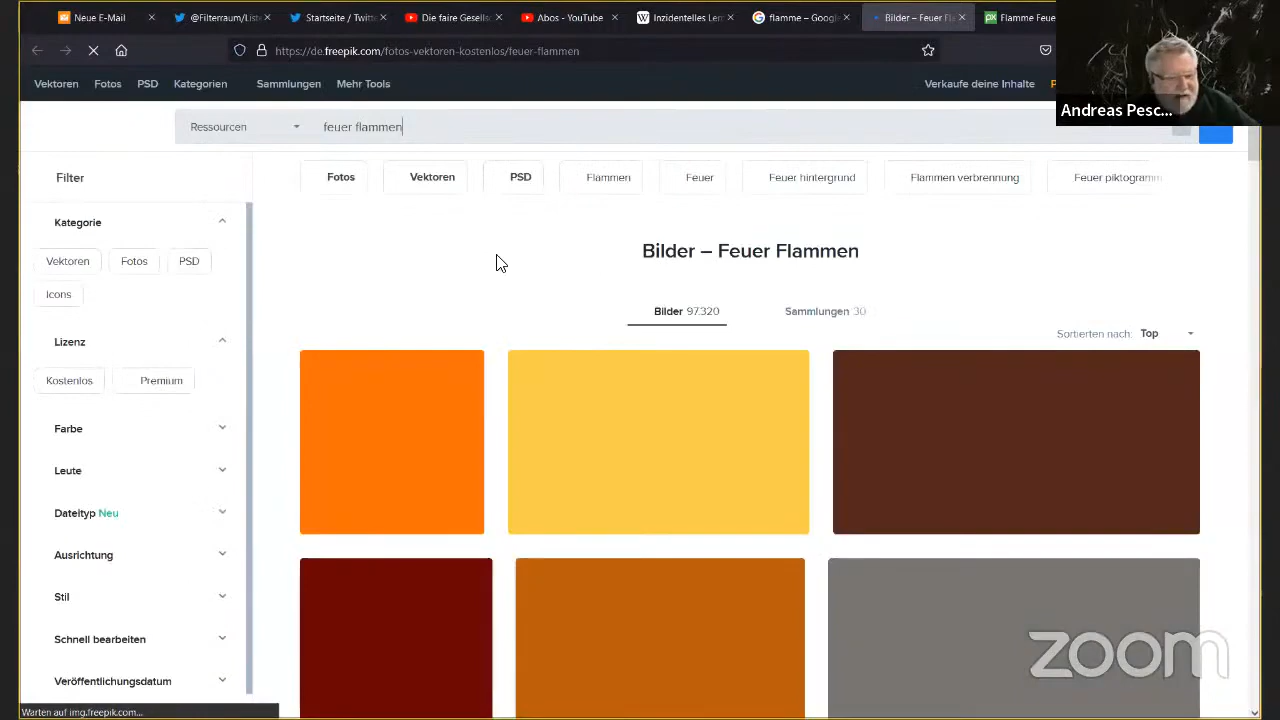 Neue E-Mail
@Filterraum/Liste
Startseite / Twitte
Die faire Gesells
Abos - YouTube
Inzidentelles Ler
flamme – Google
Bilder – Feuer Fla
Flamme Feue
https://de.freepik.com/fotos-vektoren-kostenlos/feuer-flammen
Vektoren Fotos PSD Kategorien Sammlungen Mehr Tools Verkaufe deine Inhalte
Andreas Pesc...
Ressourcen feuer flammen
Filter
Fotos Vektoren PSD Flammen Feuer Feuer hintergrund Flammen verbrennung Feuer piktogramm
Kategorie
Vektoren Fotos PSD
Icons
Bilder – Feuer Flammen
Bilder 97.320 Sammlungen 30
Sortierten nach: Top
Lizenz
Kostenlos Premium
Farbe
Leute
Dateityp Neu
Ausrichtung
Stil
Schnell bearbeiten
Veröffentlichungsdatum
zoom
Warten auf img.freepik.com...